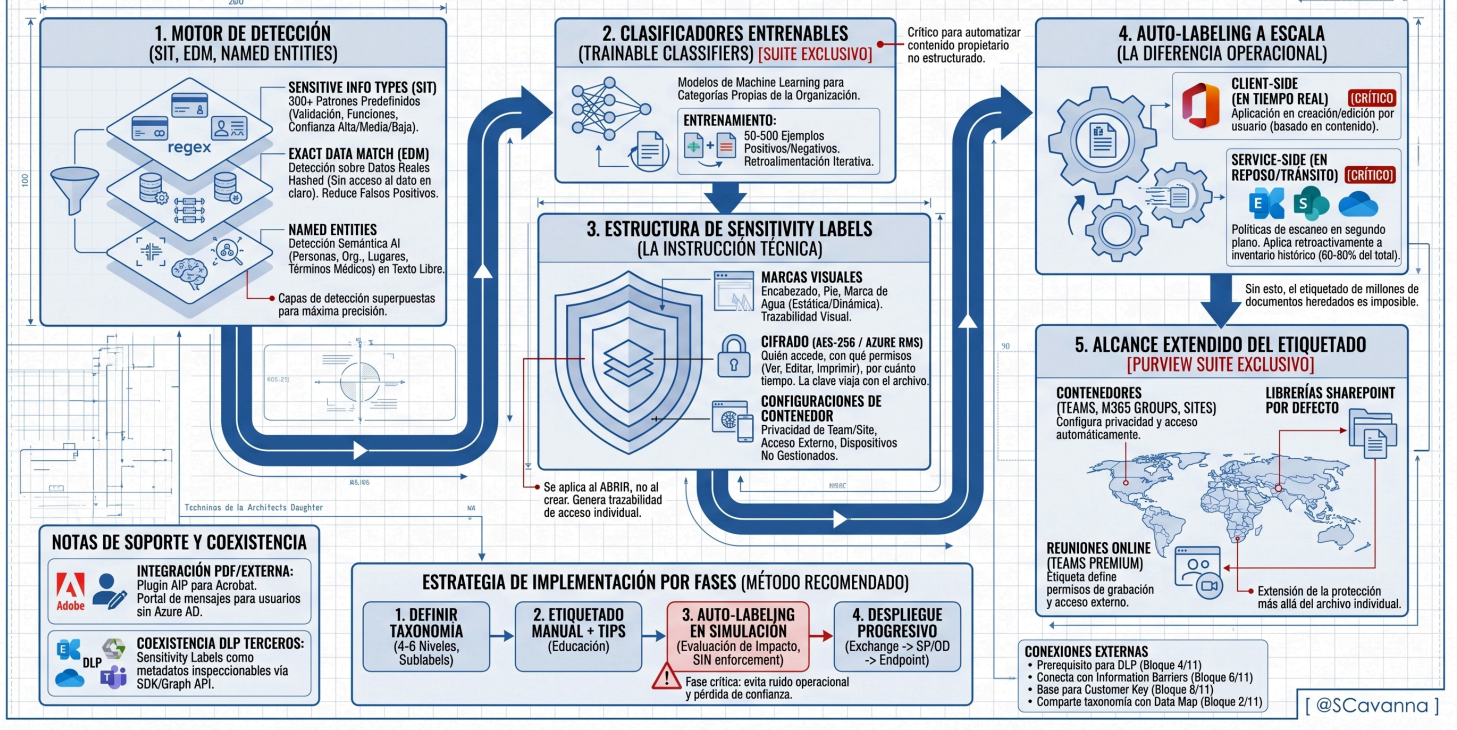 200
100
1. MOTOR DE DETECCIÓN
(SIT, EDM, NAMED ENTITIES)
regex
SENSITIVE INFO TYPES (SIT)
300+ Patrones Predefinidos
(Validación, Funciones,
Confianza Alta/Media/Baja).
EXACT DATA MATCH (EDM)
Detección sobre Datos Reales
Hashed (Sin acceso al dato en
claro). Reduce Falsos Positivos.
NAMED ENTITIES
Detección Semántica AI
(Personas, Org., Lugares,
Términos Médicos) en Texto Libre.
Capas de detección superpuestas
para máxima precisión.
2. CLASIFICADORES ENTRENABLES
(TRAINABLE CLASSIFIERS) [SUITE EXCLUSIVO]
Modelos de Machine Learning para
Categorías Propias de la Organización.
ENTRENAMIENTO:
50-500 Ejemplos
Positivos/Negativos.
Retroalimentación Iterativa.
Crítico para automatizar
contenido propietario
no estructurado.
3. ESTRUCTURA DE SENSITIVITY LABELS
(LA INSTRUCCIÓN TÉCNICA)
MARCAS VISUALES
Encabezado, Pie, Marca de
Agua (Estática/Dinámica).
Trazabilidad Visual.
CIFRADO (AES-256 / AZURE RMS)
Quién accede, con qué permisos
(Ver, Editar, Imprimir), por cuánto
tiempo. La clave viaja con el archivo.
CONFIGURACIONES DE
CONTENEDOR
Privacidad de Team/Site,
Acceso Externo, Dispositivos
No Gestionados.
Se aplica al ABRIR, no al
crear. Genera trazabilidad
de acceso individual.
4. AUTO-LABELING A ESCALA
(LA DIFERENCIA OPERACIONAL)
CLIENT-SIDE
(EN TIEMPO REAL) [CRÍTICO
Aplicación en creación/edición por
usuario (basado en contenido).
SERVICE-SIDE (EN
REPOSO/TRÁNSITO) [CRÍTICO]
E
S
Políticas de escaneo en segundo
plano. Aplica retroactivamente a
inventario histórico (60-80% del total).
Sin esto, el etiquetado de millones de
documentos heredados es imposible.
90
5. ALCANCE EXTENDIDO DEL ETIQUETADO
[PURVIEW SUITE EXCLUSIVO]
CONTENEDORES
(TEAMS, M365 GROUPS, SITES)
Configura privacidad y acceso
automáticamente.
LIBRERÍAS SHAREPOINT
POR DEFECTO
REUNIONES ONLINE
(TEAMS PREMIUM)
Etiqueta define
permisos de grabación
y acceso externo.
Extensión de la protección
más allá del archivo individual.
Techninos de la Architects Daughter
NOTAS DE SOPORTE Y COEXISTENCIA
Adobe
INTEGRACIÓN PDF/EXTERNA:
Plugin AIP para Acrobat.
Portal de mensajes para usuarios
sin Azure AD.
E
DLP
COEXISTENCIA DLP TERCEROS:
Sensitivity Labels como
metadatos inspeccionables vía
SDK/Graph API.
ESTRATEGIA DE IMPLEMENTACIÓN POR FASES (MÉTODO RECOMENDADO)
1. DEFINIR
TAXONOMÍA
(4-6 Niveles,
Sublabels)
2. ETIQUETADO
MANUAL + TIPS
(Educación)
3. AUTO-LABELING
EN SIMULACIÓN
(Evaluación de Impacto,
SIN enforcement)
4. DESPLIEGUE
PROGRESIVO
(Exchange -> SP/OD
-> Endpoint)
Fase crítica: evita ruido operacional
y pérdida de confianza.
CONEXIONES EXTERNAS
• Prerequisito para DLP (Bloque 4/11)
• Conecta con Information Barriers (Bloque 6/11)
• Base para Customer Key (Bloque 8/11)
• Comparte taxonomía con Data Map (Bloque 2/11)
[ @SCavanna ]